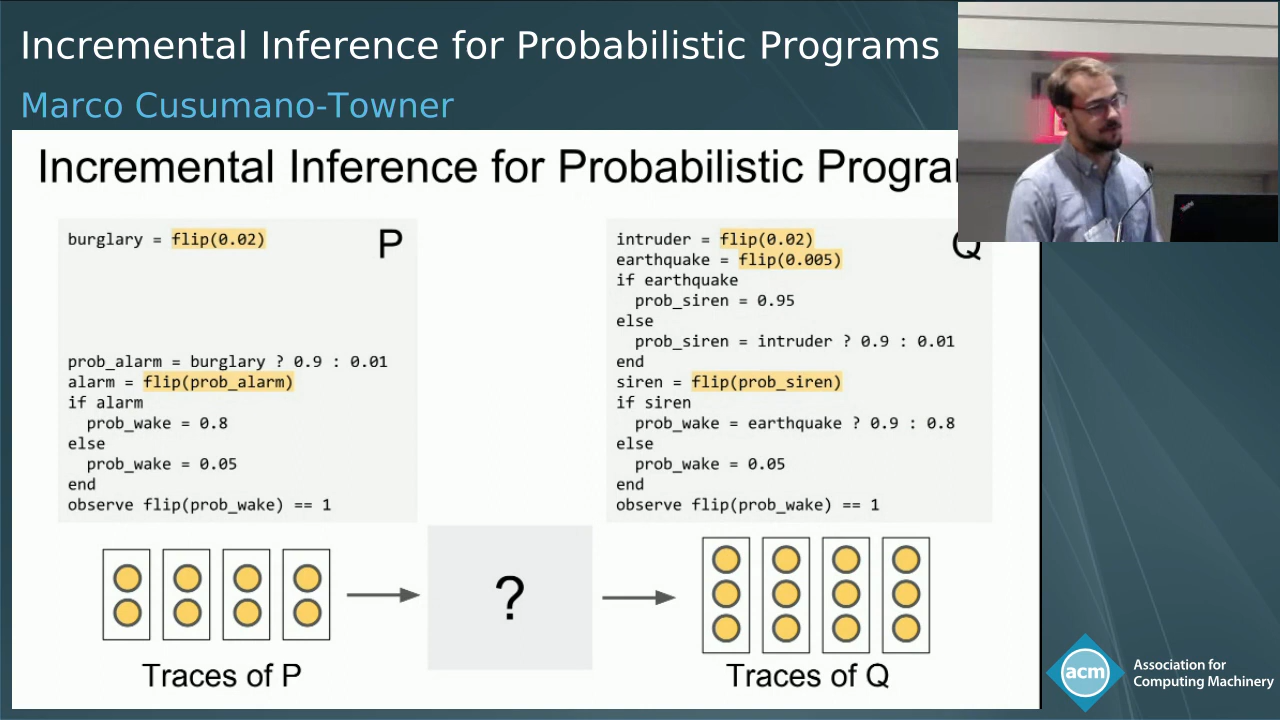 Incremental Inference for Probabilistic Programs
Marco Cusumano-Towner
Incremental Inference for Probabilistic Progra
P
burglary = flip(0.02)
prob_alarm = burglary ? 0.9 : 0.01
alarm = flip(prob_alarm)
if alarm
  prob_wake = 0.8
else
  prob_wake = 0.05
end
observe flip(prob_wake) == 1
Q
intruder = flip(0.02)
earthquake = flip(0.005)
if earthquake
  prob_siren = 0.95
else
  prob_siren = intruder ? 0.9 : 0.01
end
siren = flip(prob_siren)
if siren
  prob_wake = earthquake ? 0.9 : 0.8
else
  prob_wake = 0.05
end
observe flip(prob_wake) == 1
?
Traces of P
Traces of Q
acm
Association for
Computing Machinery